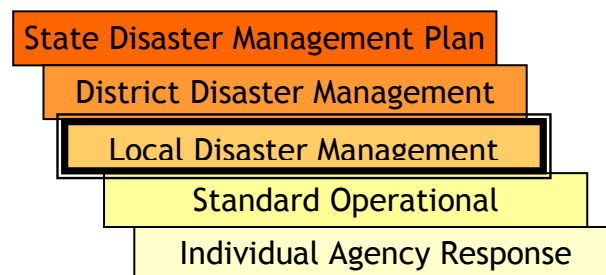 State Disaster Management Plan
District Disaster Management
Local Disaster Management
Standard Operational
Individual Agency Response